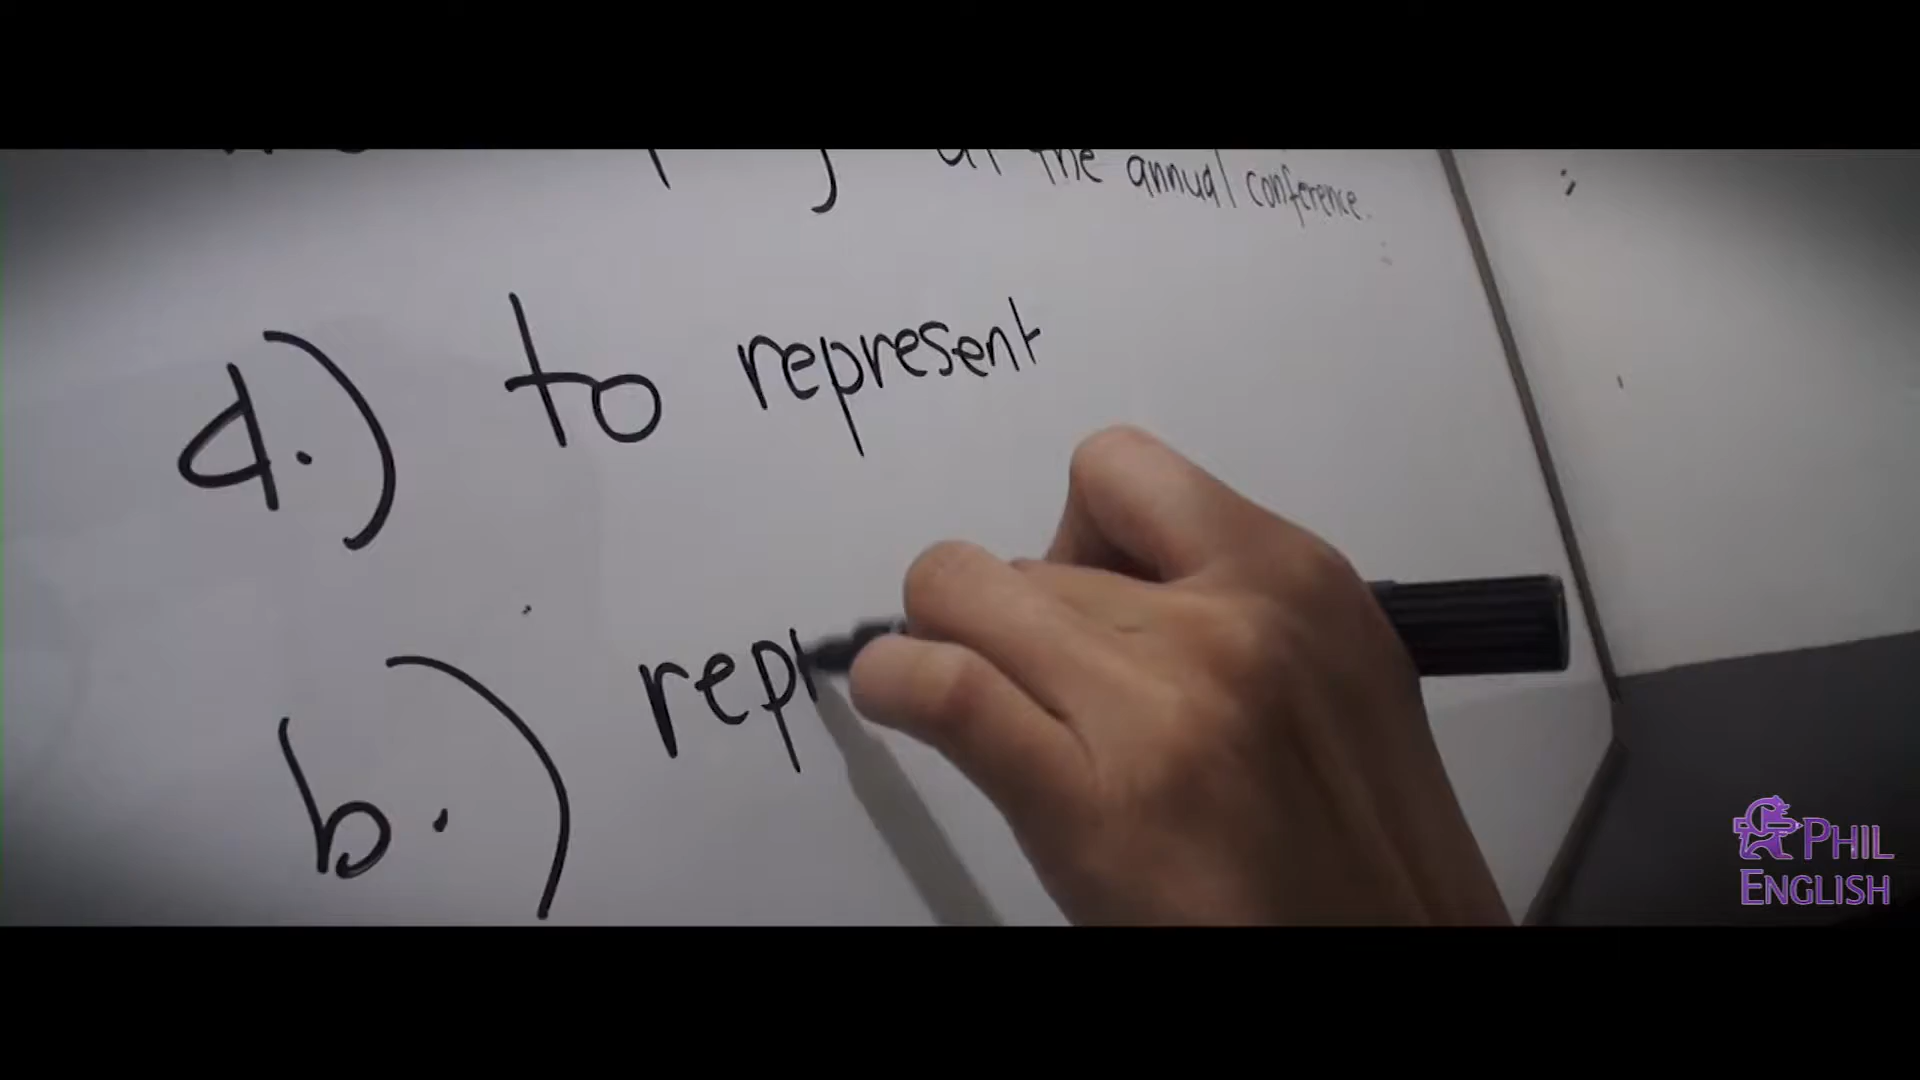 at the annual conference.
a.) to represent
b.) rep
PHIL
ENGLISH